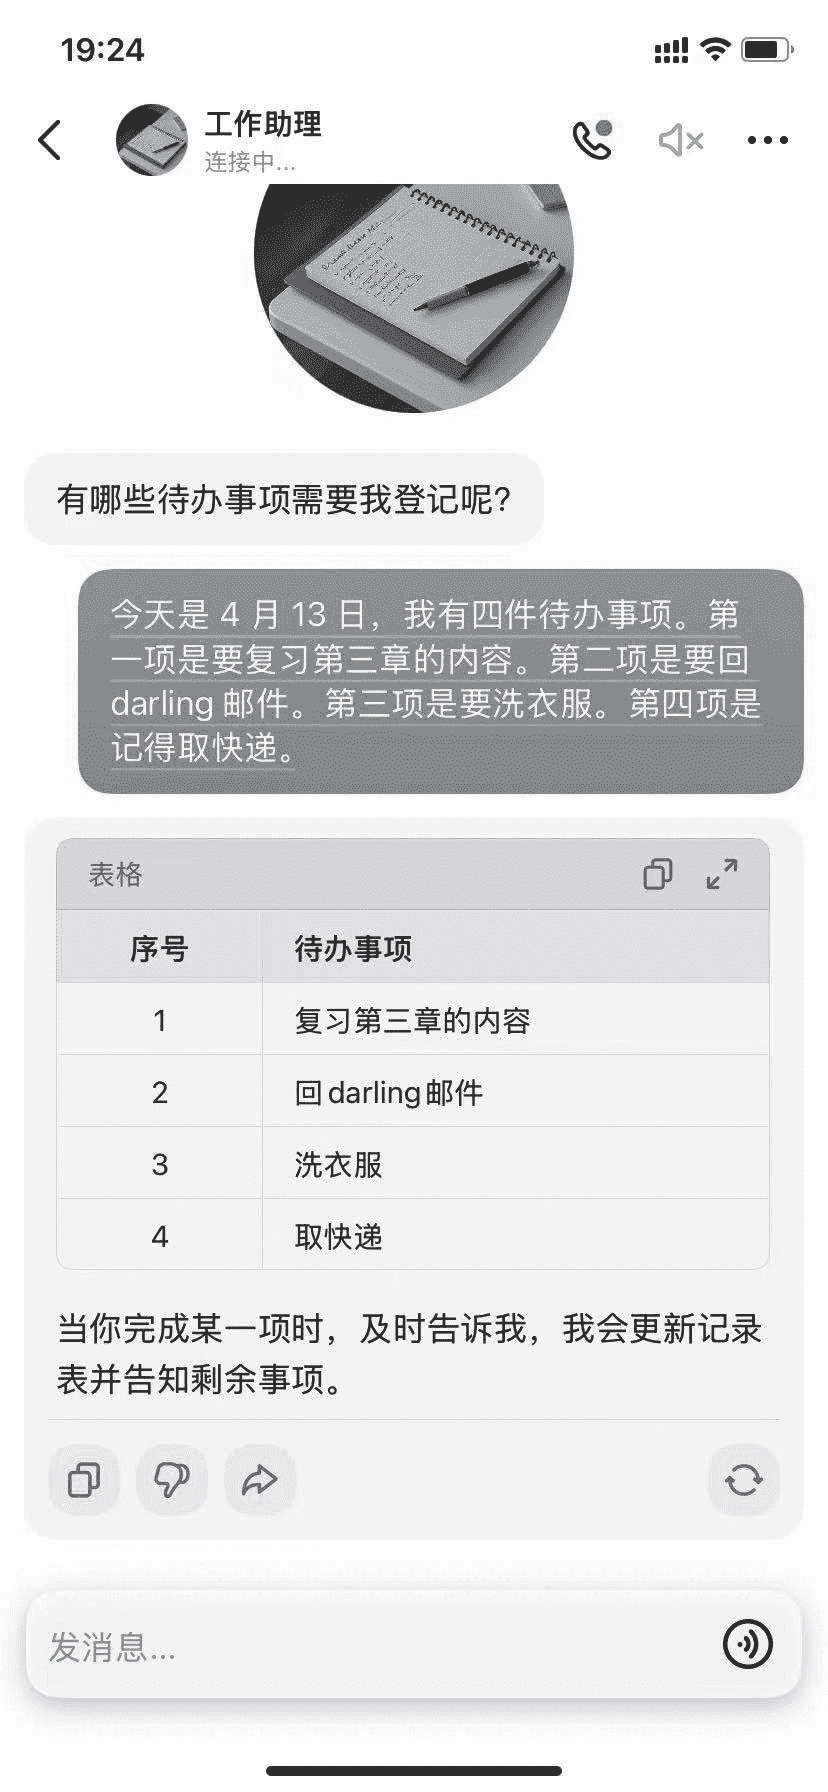 19:24
工作助理
连接中...
有哪些待办事项需要我登记呢?
今天是 4 月 13 日，我有四件待办事项。第
一项是要复习第三章的内容。第二项是要回
darling 邮件。第三项是要洗衣服。第四项是
记得取快递。
表格
序号 待办事项
1 复习第三章的内容
2 回darling邮件
3 洗衣服
4 取快递
当你完成某一项时，及时告诉我，我会更新记录
表并告知剩余事项。
发消息...